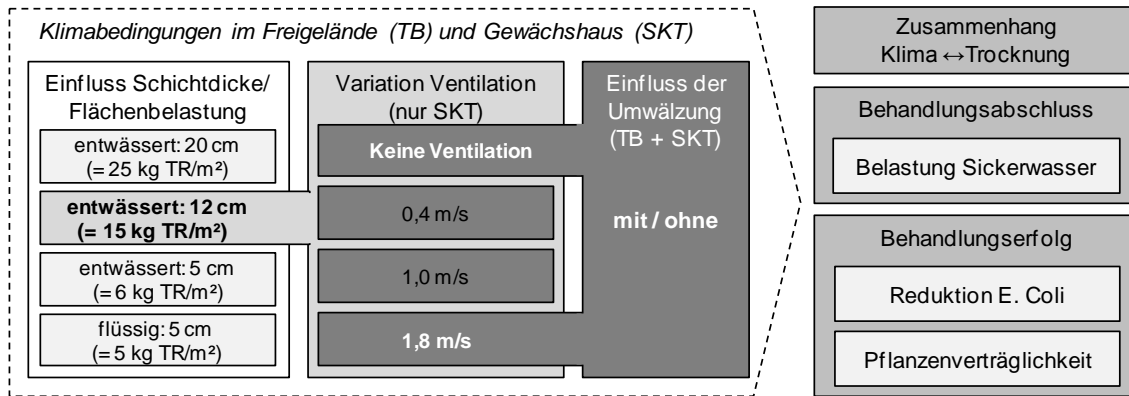 Klimabedingungen im Freigelände (TB) und Gewächshaus (SKT)
Einfluss Schichtdicke/
Flächenbelastung
entwässert: 20 cm
(= 25 kg TR/m²)
entwässert: 12 cm
(= 15 kg TR/m²)
entwässert: 5 cm
(= 6 kg TR/m²)
flüssig: 5 cm
(= 5 kg TR/m²)
Variation Ventilation
(nur SKT)
Keine Ventilation
0,4 m/s
1,0 m/s
1,8 m/s
Einfluss der
Umwälzung
(TB + SKT)
mit / ohne
Zusammenhang
Klima ↔Trocknung
Behandlungsabschluss
Belastung Sickerwasser
Behandlungserfolg
Reduktion E. Coli
Pflanzenverträglichkeit